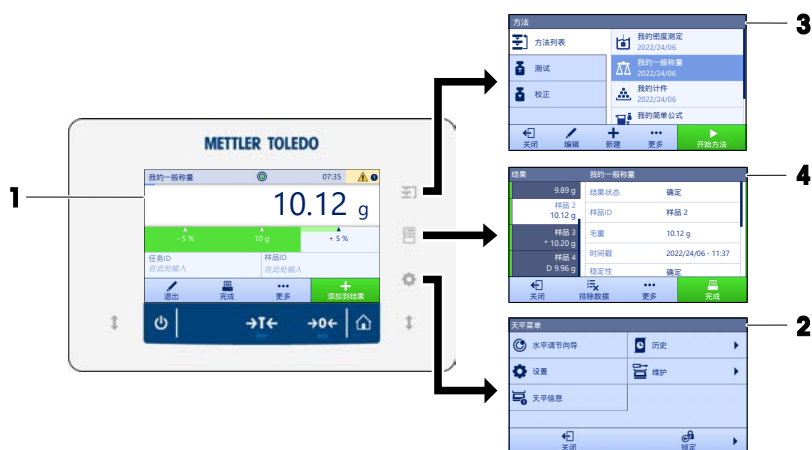 1
METTLER TOLEDO
我的一般称量
07:35
10.12 g
- 5 %
10 g
+ 5 %
任务ID
在此处输入
样品ID
在此处输入
退出
完成
更多
添加到结果
→T←
→0←
3
方法
方法列表
测试
校正
我的密度测定
2022/24/06
我的一般称量
2022/24/06
我的计件
2022/24/06
我的简单公式
关闭
编辑
新建
更多
开始方法
4
结果
我的一般称量
9.89 g
样品 2
10.12 g
样品 3
* 10.20 g
样品 4
D 9.96 g
结果状态
确定
样品ID
样品 2
毛重
10.12 g
时间戳
2022/24/06 - 11:37
稳定性
确定
关闭
排除数据
更多
完成
2
天平菜单
水平调节向导
历史
设置
维护
天平信息
关闭
锁定